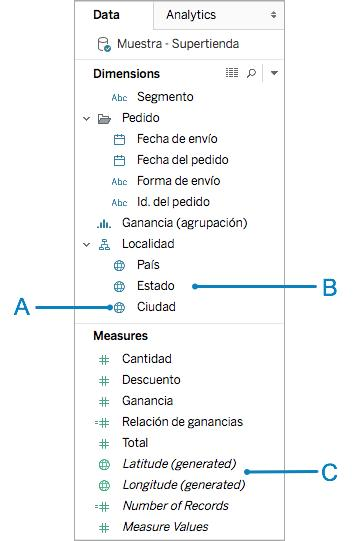 Data Analytics
Muestra - Supertienda
Dimensions
Abc Segmento
Pedido
Fecha de envío
Fecha del pedido
Abc Forma de envío
Abc Id. del pedido
Ganancia (agrupación)
Localidad
País
Estado B
A Ciudad
Measures
# Cantidad
# Descuento
# Ganancia
=# Relación de ganancias
# Total
Latitude (generated) C
Longitude (generated)
=# Number of Records
# Measure Values